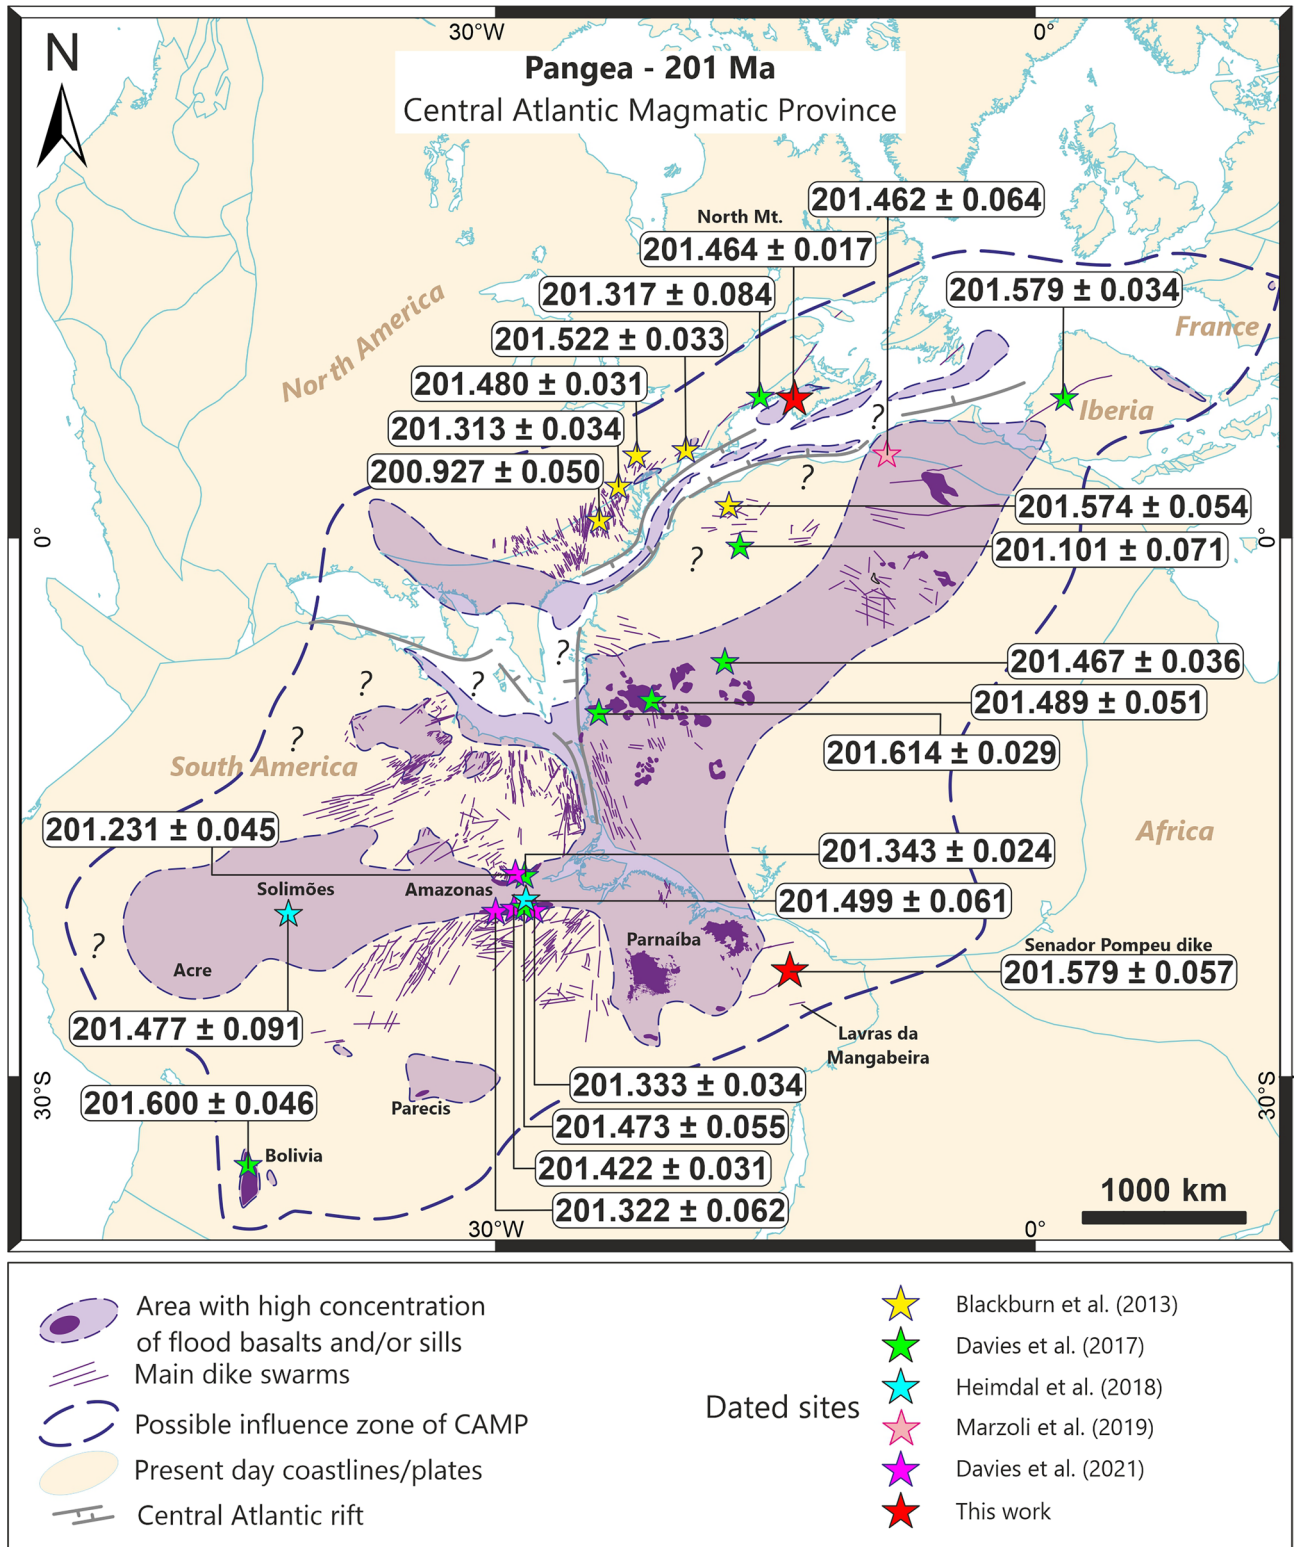 30°W
0°
N
Pangea - 201 Ma
Central Atlantic Magmatic Province
201.462 ± 0.064
North Mt.
201.464 ± 0.017
201.317 ± 0.084
201.579 ± 0.034
North America
France
201.522 ± 0.033
201.480 ± 0.031
Iberia
?
201.313 ± 0.034
200.927 ± 0.050
?
201.574 ± 0.054
0°
0°
201.101 ± 0.071
?
?
201.467 ± 0.036
?
?
201.489 ± 0.051
?
201.614 ± 0.029
South America
201.231 ± 0.045
Africa
201.343 ± 0.024
Solimões
Amazonas
201.499 ± 0.061
?
Parnaíba
Senador Pompeu dike
201.579 ± 0.057
Acre
201.477 ± 0.091
Lavras da
Mangabeira
201.333 ± 0.034
30°S
30°S
201.600 ± 0.046
Parecis
201.473 ± 0.055
Bolivia
201.422 ± 0.031
201.322 ± 0.062
1000 km
30°W
0°
Area with high concentration
of flood basalts and/or sills
Main dike swarms
Possible influence zone of CAMP
Present day coastlines/plates
Central Atlantic rift
Dated sites
Blackburn et al. (2013)
Davies et al. (2017)
Heimdal et al. (2018)
Marzoli et al. (2019)
Davies et al. (2021)
This work